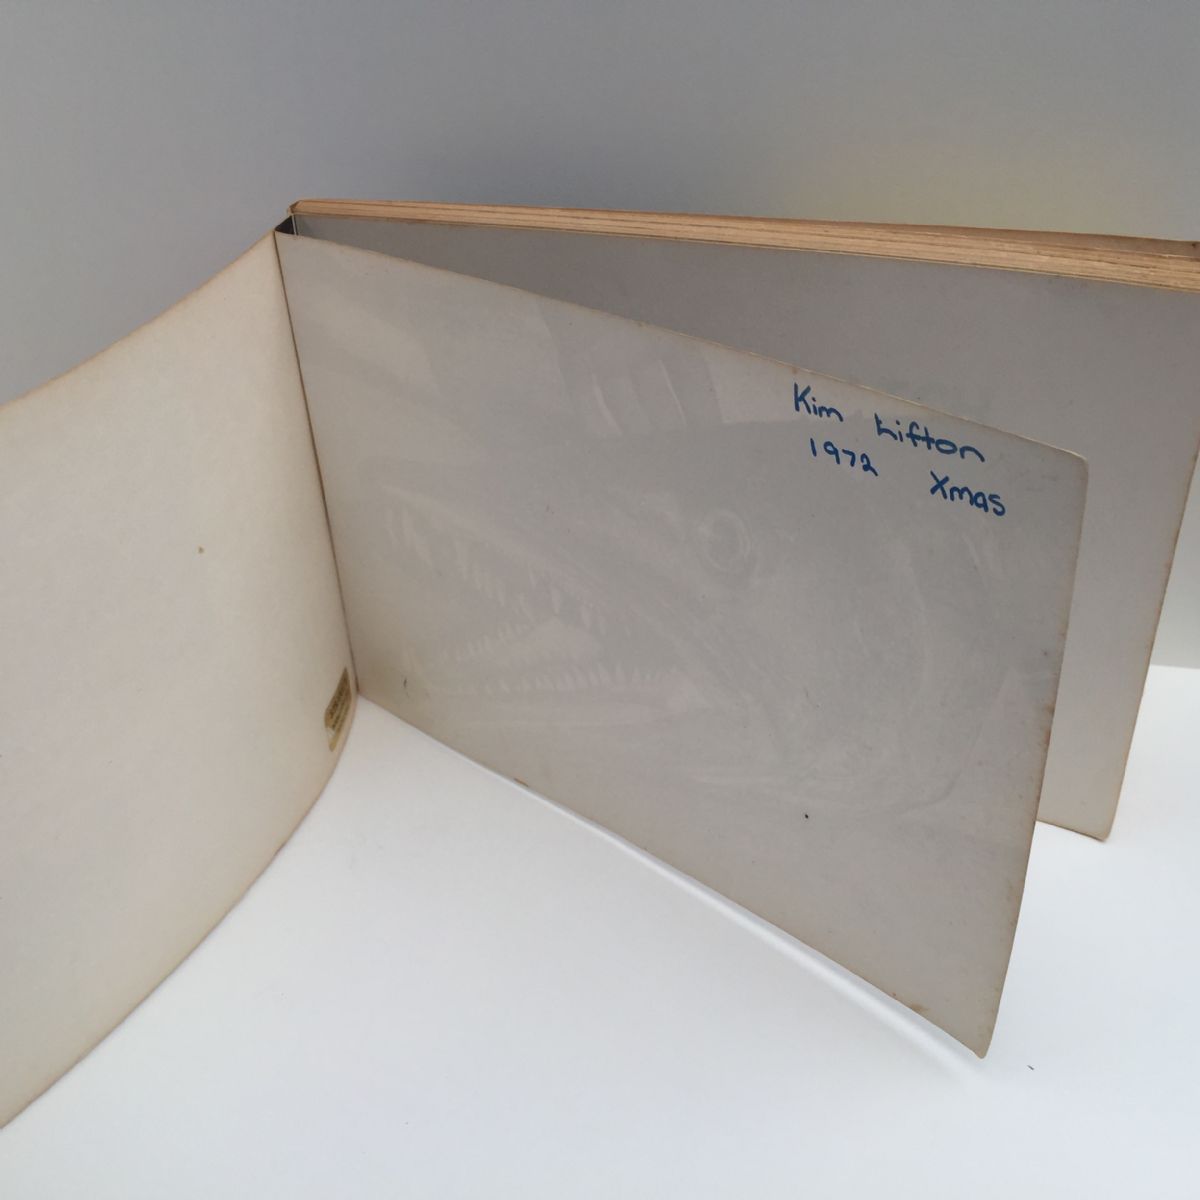 Kim Lifton
1972 Xmas